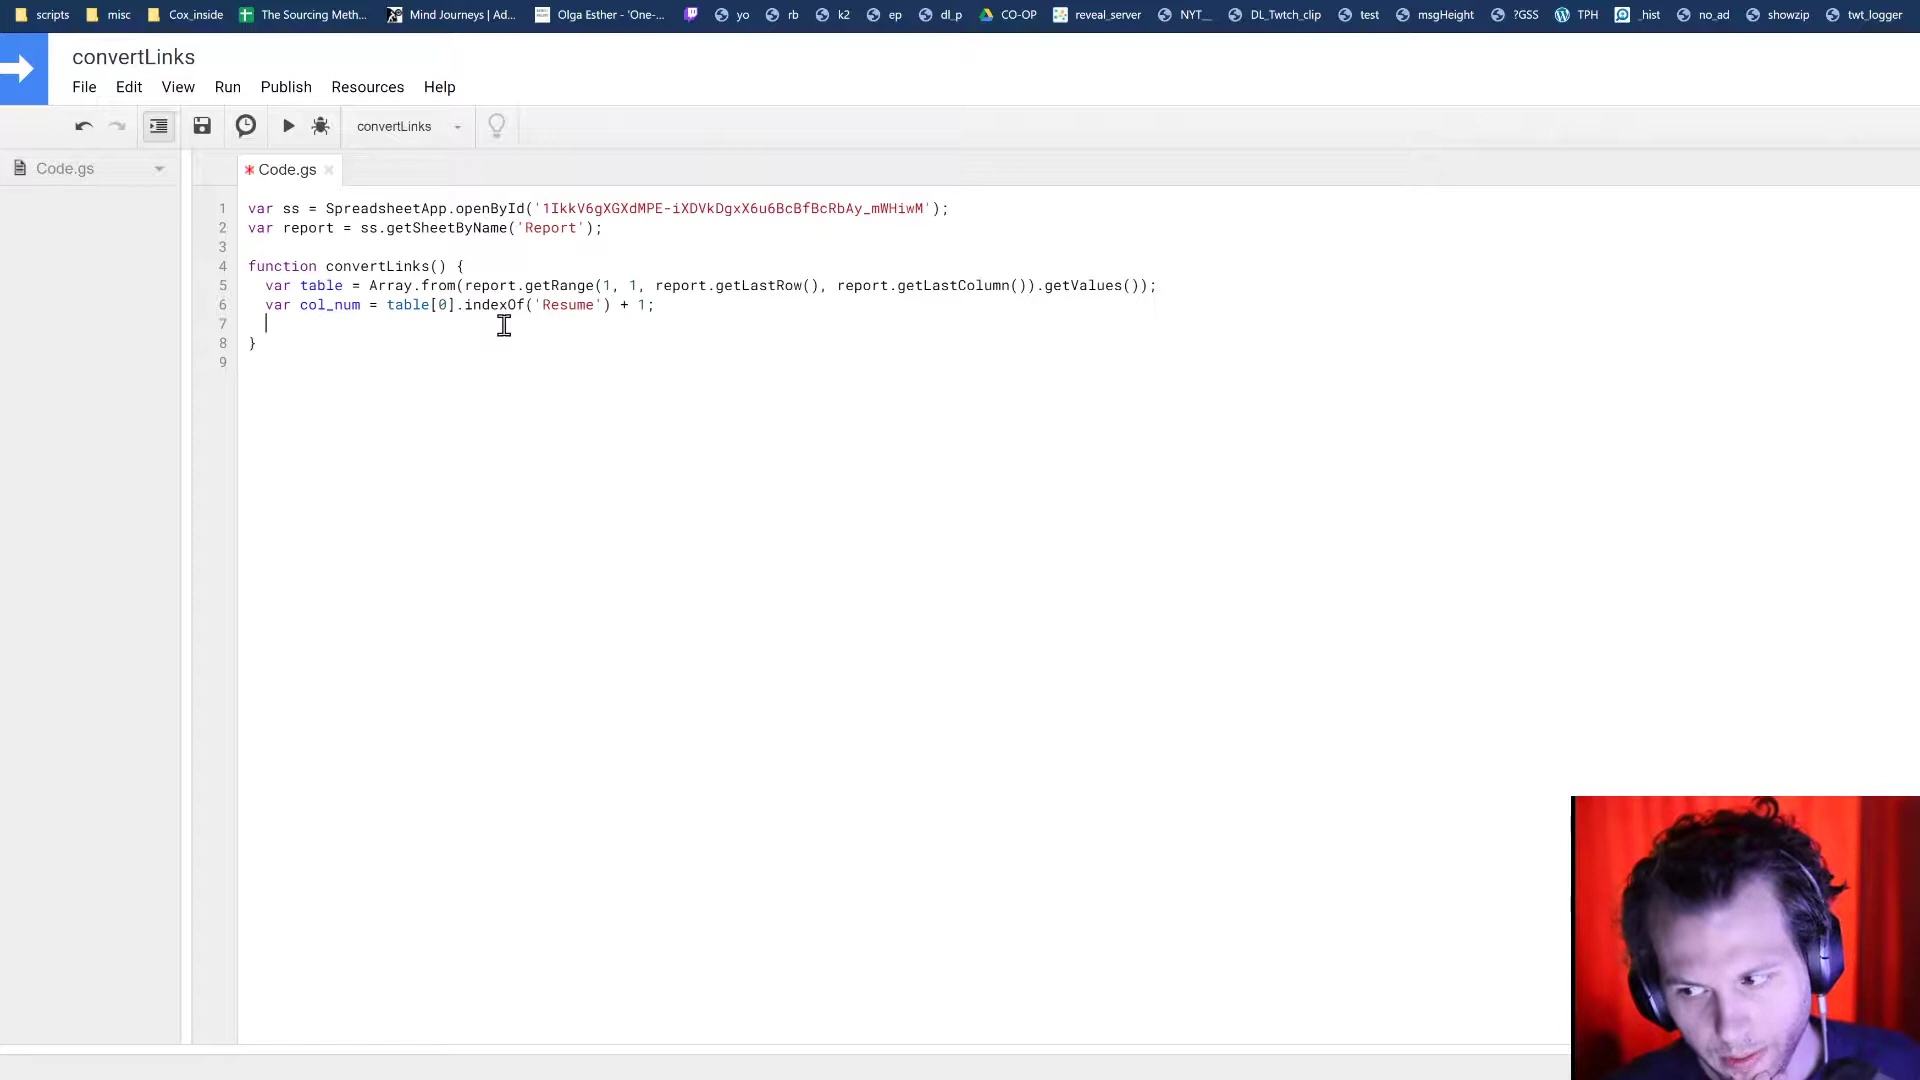 scripts misc Cox_inside The Sourcing Meth... Mind Journeys | Ad... Olga Esther - 'One-... yo rb k2 ep dl_p CO-OP reveal_server NYT__ DL_Twtch_clip test msgHeight ?GSS TPH _hist no_ad showzip twt_logger
convertLinks
File Edit View Run Publish Resources Help
convertLinks
Code.gs
* Code.gs ×
1 var ss = SpreadsheetApp.openById('1IkkV6gXGXdMPE-iXDVkDgxX6u6BcBfBcRbAy_mWHiwM');
2 var report = ss.getSheetByName('Report');
3
4 function convertLinks() {
5 var table = Array.from(report.getRange(1, 1, report.getLastRow(), report.getLastColumn()).getValues());
6 var col_num = table[0].indexOf('Resume') + 1;
7
8 }
9